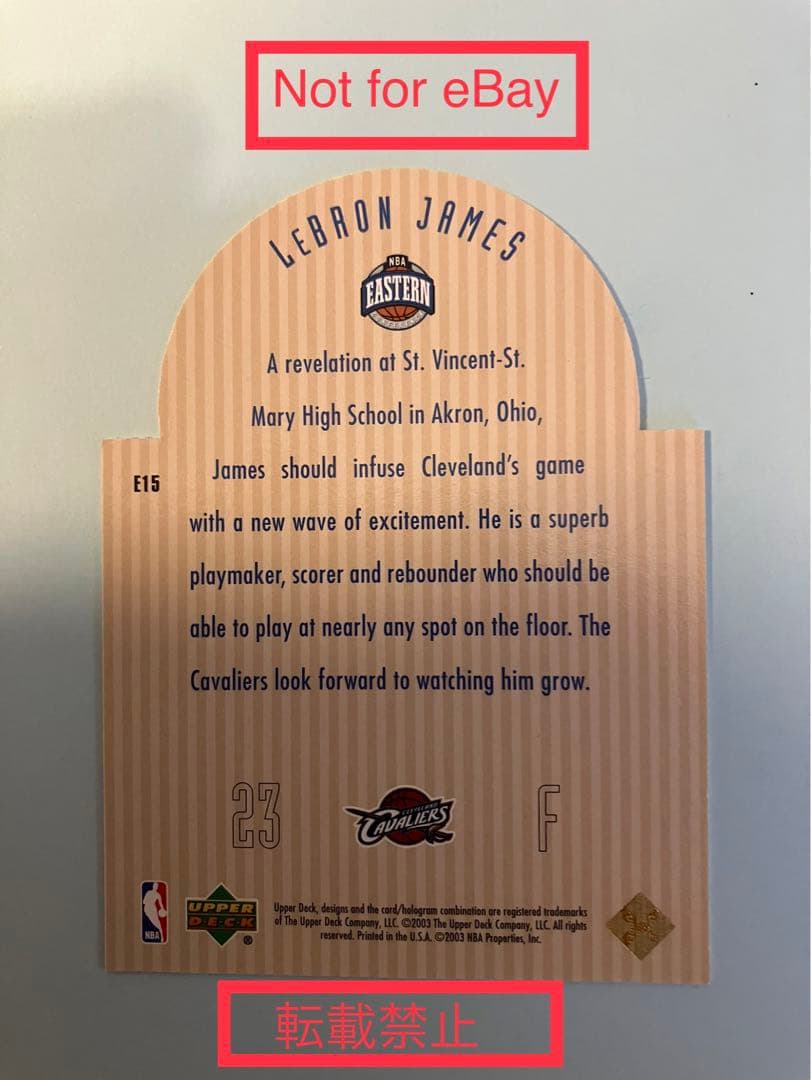 Not for eBay
LEBRON JAMES
NBA
EASTERN
A revelation at St. Vincent-St.
Mary High School in Akron, Ohio,
E15
James should infuse Cleveland's game
with a new wave of excitement. He is a superb
playmaker, scorer and rebounder who should be
able to play at nearly any spot on the floor. The
Cavaliers look forward to watching him grow.
23
CLEVELAND
CAVALIERS
F
NBA
UPPER
DECK
®
Upper Deck, designs and the card/hologram combination are registered trademarks
of The Upper Deck Company, LLC. ©2003 The Upper Deck Company, LLC. All rights
reserved. Printed in the U.S.A. ©2003 NBA Properties, Inc.
転載禁止